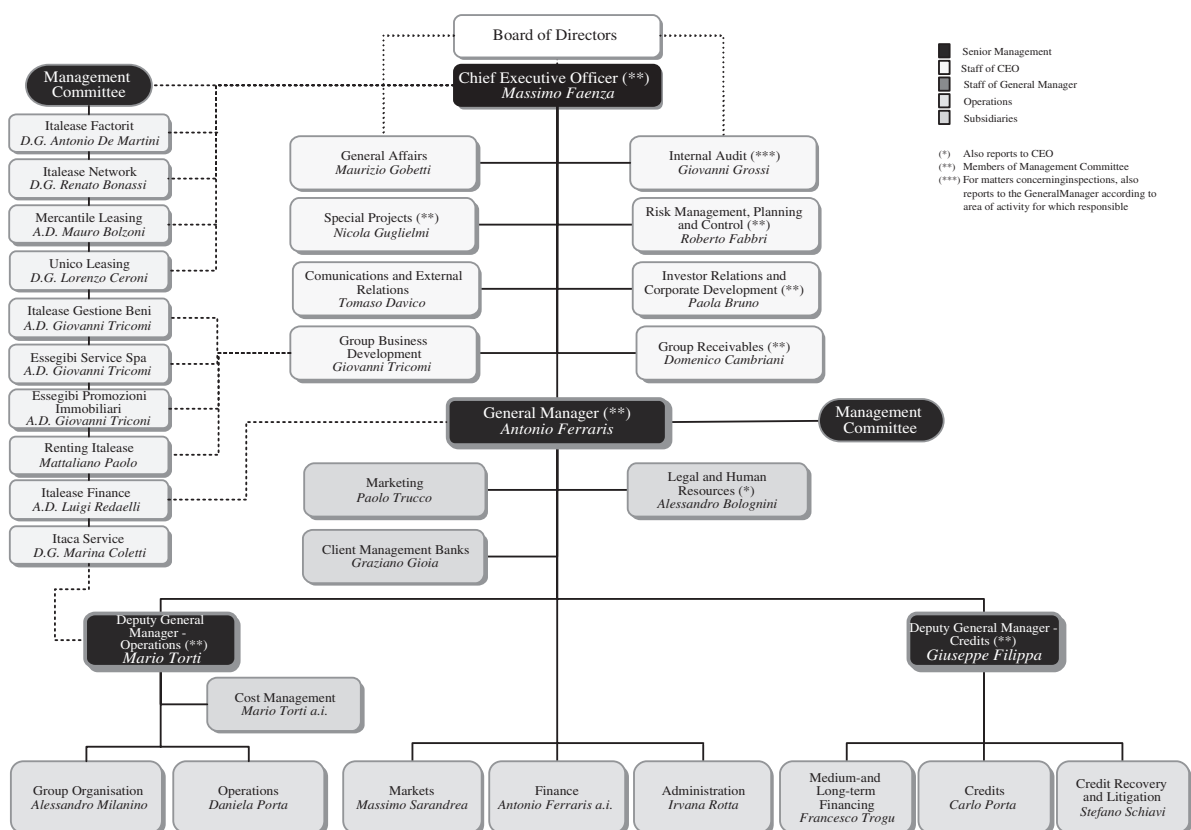 Board of Directors
Chief Executive Officer (**)
Massimo Faenza
Management
Committee
Italease Factorit
D.G. Antonio De Martini
Italease Network
D.G. Renato Bonassi
Mercantile Leasing
A.D. Mauro Bolzoni
Unico Leasing
D.G. Lorenzo Ceroni
Italease Gestione Beni
A.D. Giovanni Tricomi
Essegibi Service Spa
A.D. Giovanni Tricomi
Essegibi Promozioni
Immobiliari
A.D. Giovanni Triconi
Renting Italease
Mattaliano Paolo
Italease Finance
A.D. Luigi Redaelli
Itaca Service
D.G. Marina Coletti
General Affairs
Maurizio Gobetti
Internal Audit (***)
Giovanni Grossi
Special Projects (**)
Nicola Guglielmi
Risk Management, Planning
and Control (**)
Roberto Fabbri
Comunications and External
Relations
Tomaso Davico
Investor Relations and
Corporate Development (**)
Paola Bruno
Group Business
Development
Giovanni Tricomi
Group Receivables (**)
Domenico Cambriani
Senior Management
Staff of CEO
Staff of General Manager
Operations
Subsidiaries
(*) Also reports to CEO
(**) Members of Management Committee
(***) For matters concerninginspections, also
reports to the GeneralManager according to
area of activity for which responsible
General Manager (**)
Antonio Ferraris
Management
Committee
Marketing
Paolo Trucco
Legal and Human
Resources (*)
Alessandro Bolognini
Client Management Banks
Graziano Gioia
Deputy General
Manager -
Operations (**)
Mario Torti
Deputy General Manager -
Credits (**)
Giuseppe Filippa
Cost Management
Mario Torti a.i.
Group Organisation
Alessandro Milanino
Operations
Daniela Porta
Markets
Massimo Sarandrea
Finance
Antonio Ferraris a.i.
Administration
Irvana Rotta
Medium-and
Long-term
Financing
Francesco Trogu
Credits
Carlo Porta
Credit Recovery
and Litigation
Stefano Schiavi